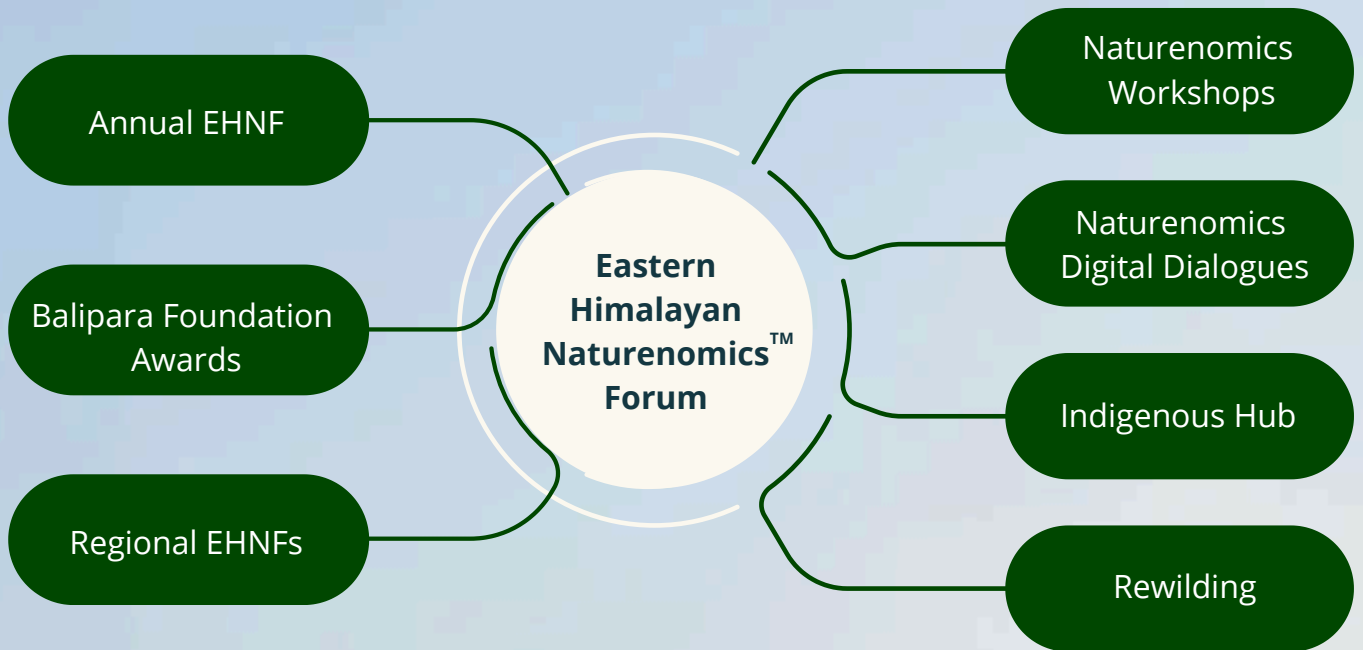 Annual EHNF
Balipara Foundation
Awards
Regional EHNFs
Eastern
Himalayan
Naturenomics™
Forum
Naturenomics
Workshops
Naturenomics
Digital Dialogues
Indigenous Hub
Rewilding